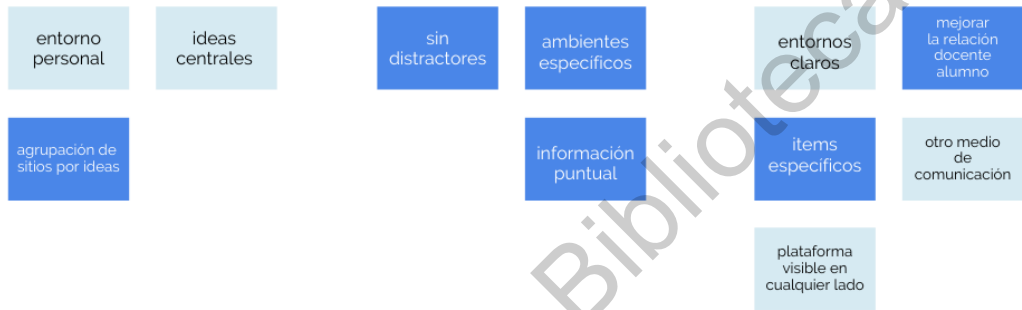 entorno
personal
ideas
centrales
sin
distractores
ambientes
específicos
entornos
claros
mejorar
la relación
docente
alumno
agrupación de
sitios por ideas
información
puntual
items
específicos
otro medio
de
comunicación
plataforma
visible en
cualquier lado
Biblioteca